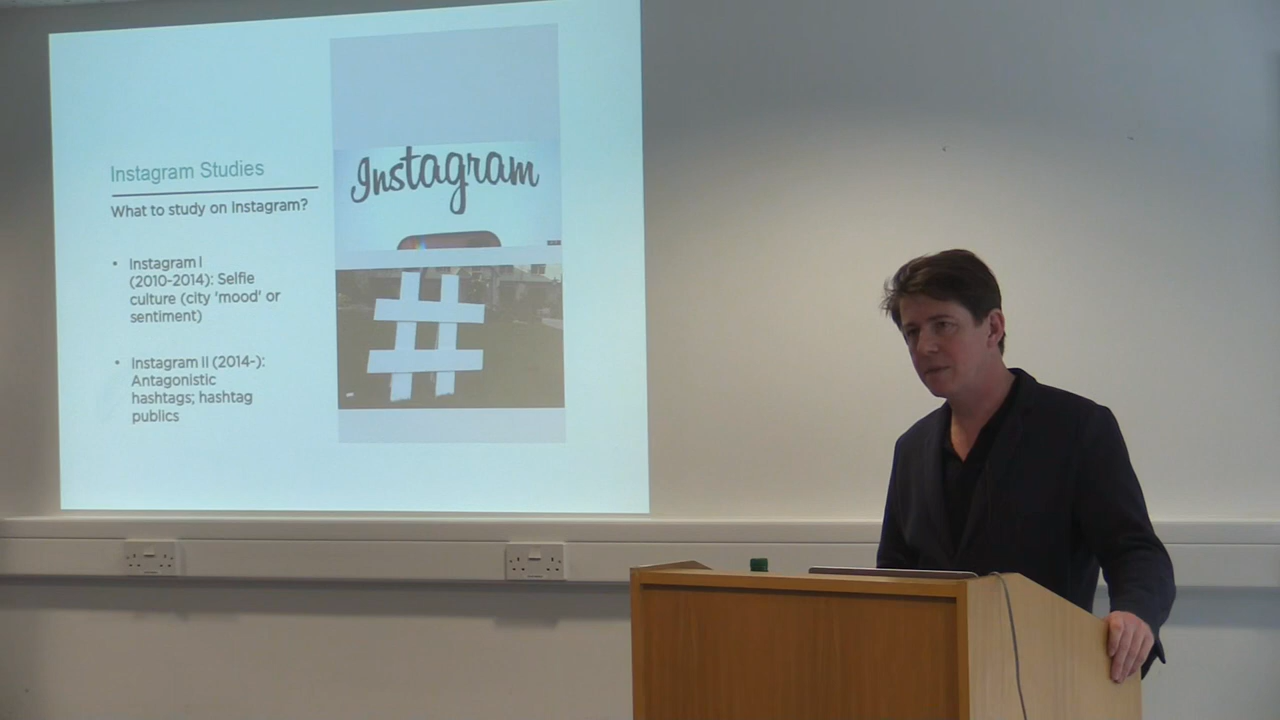 Instagram Studies
What to study on Instagram?
• Instagram I
(2010-2014): Selfie
culture (city 'mood' or
sentiment)
• Instagram II (2014-):
Antagonistic
hashtags; hashtag
publics
Instagram
#